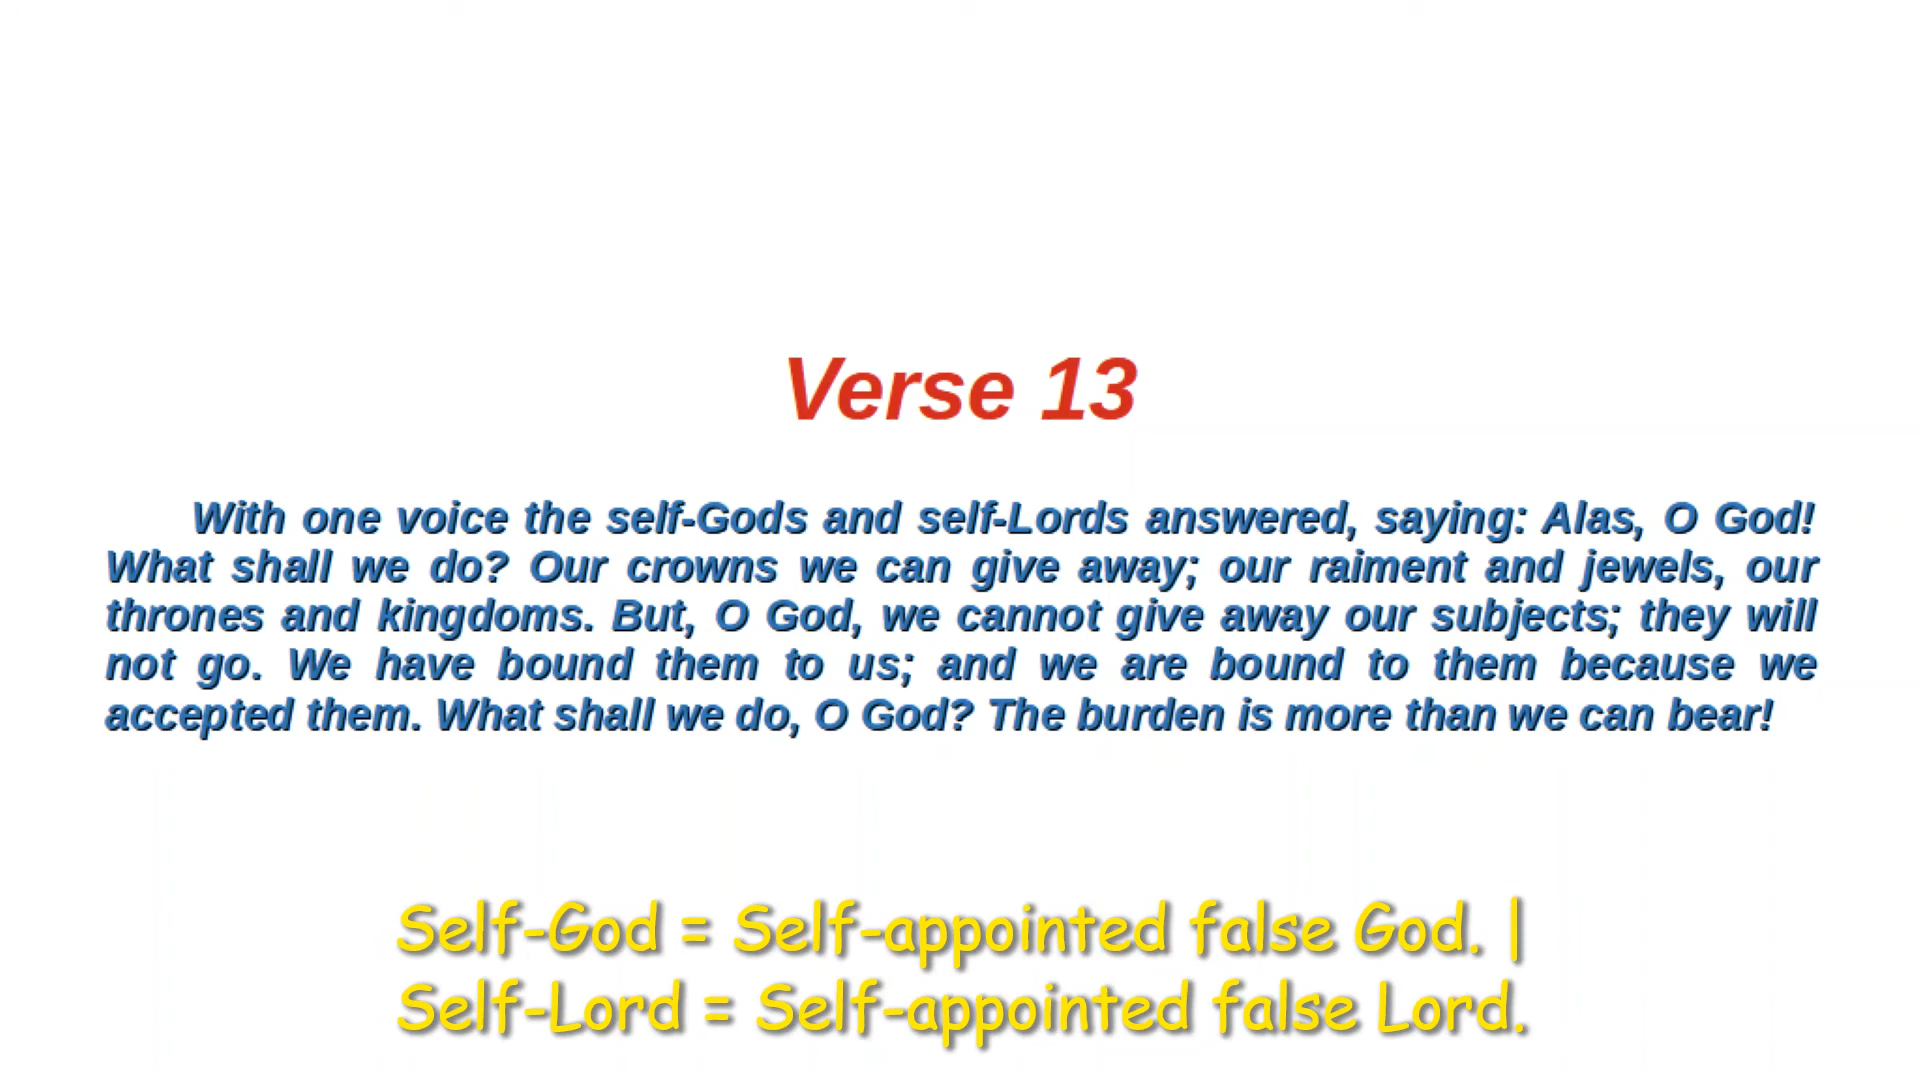 Verse 13
With one voice the self-Gods and self-Lords answered, saying: Alas, O God!
What shall we do? Our crowns we can give away; our raiment and jewels, our
thrones and kingdoms. But, O God, we cannot give away our subjects; they will
not go. We have bound them to us; and we are bound to them because we
accepted them. What shall we do, O God? The burden is more than we can bear!
Self-God = Self-appointed false God. |
Self-Lord = Self-appointed false Lord.